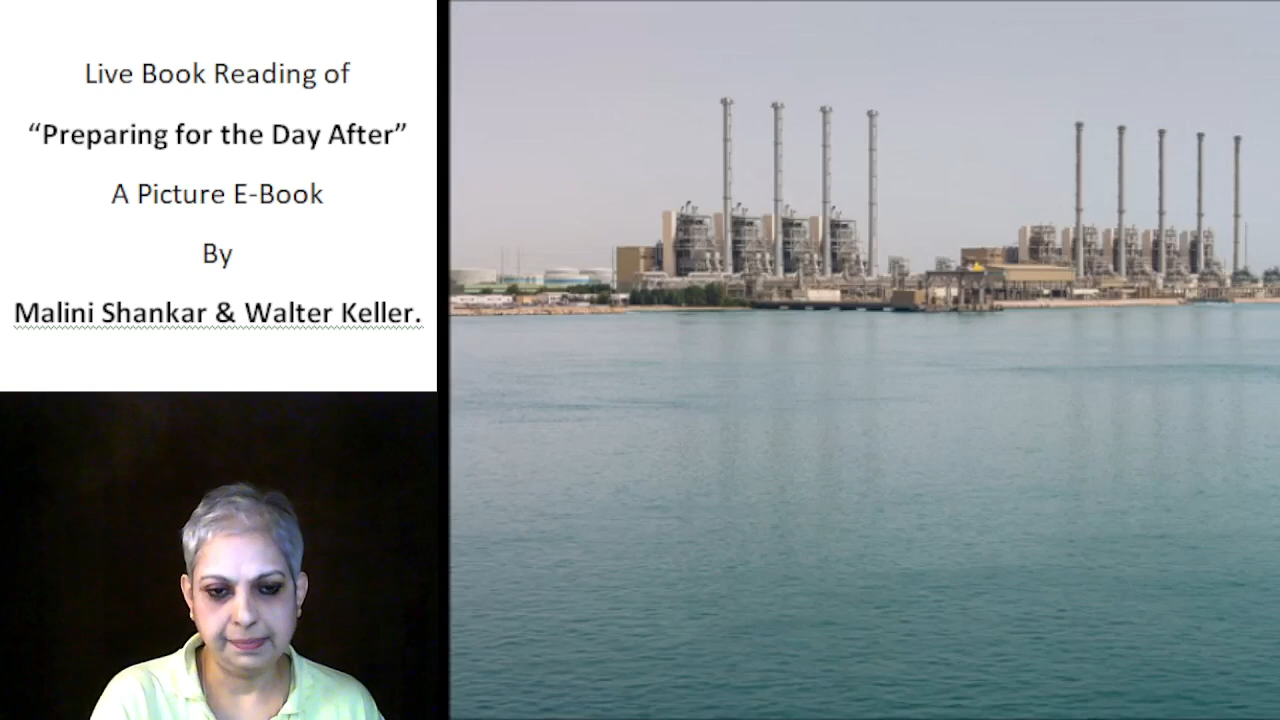 Live Book Reading of
“Preparing for the Day After”
A Picture E-Book
By
Malini Shankar & Walter Keller.